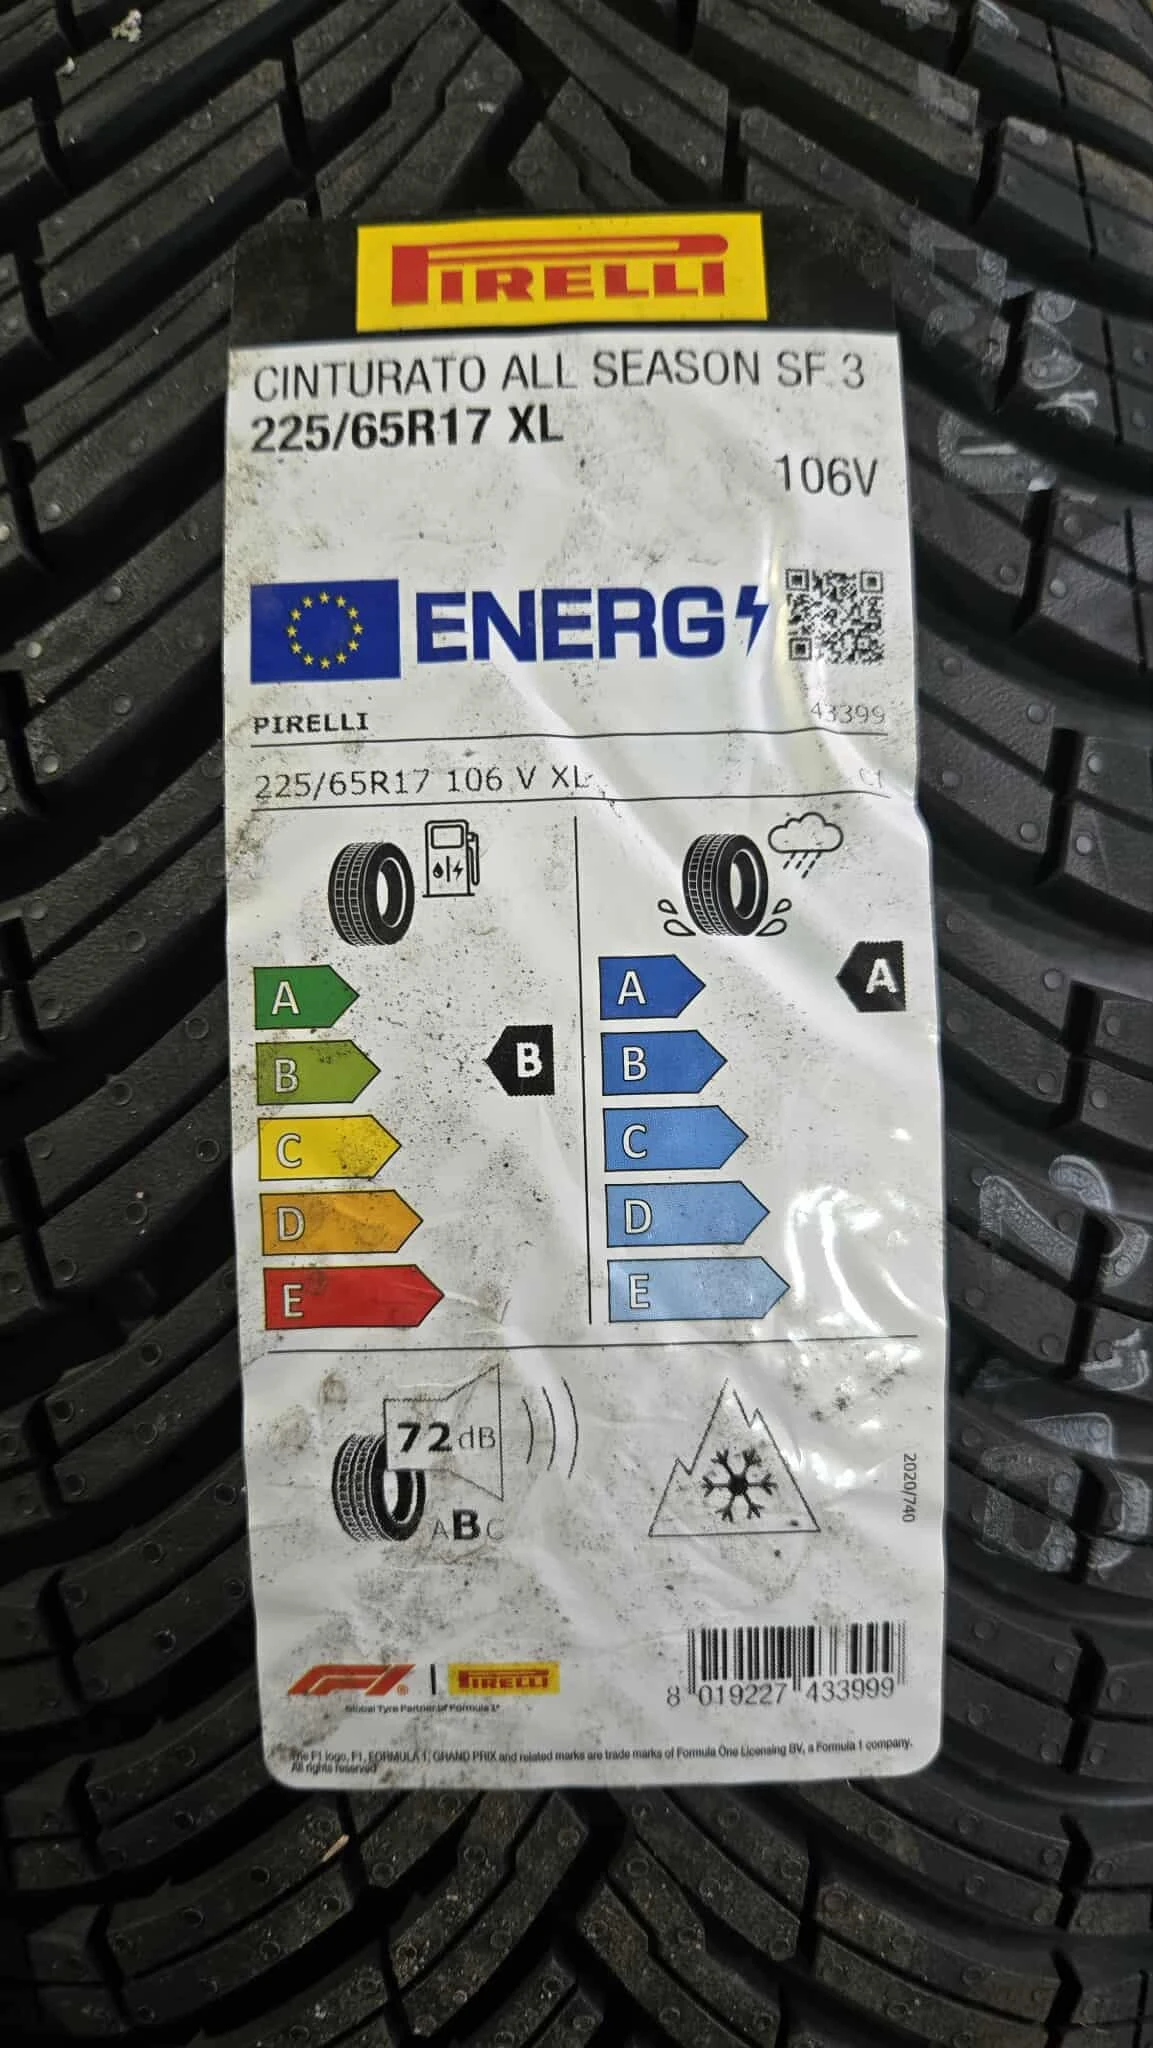 PIRELLI
CINTURATO ALL SEASON SF 3
225/65R17 XL
106V
ENERG
PIRELLI
43399
225/65R17 106 V XL
C1
A
B
C
D
E
B
A
B
C
D
E
A
72 dB
ABC
2020/740
F1 | PIRELLI
Global Tyre Partner of Formula 1®
8 019227 433999
The F1 logo, F1, FORMULA 1, GRAND PRIX and related marks are trade marks of Formula One Licensing BV, a Formula 1 company.
All rights reserved